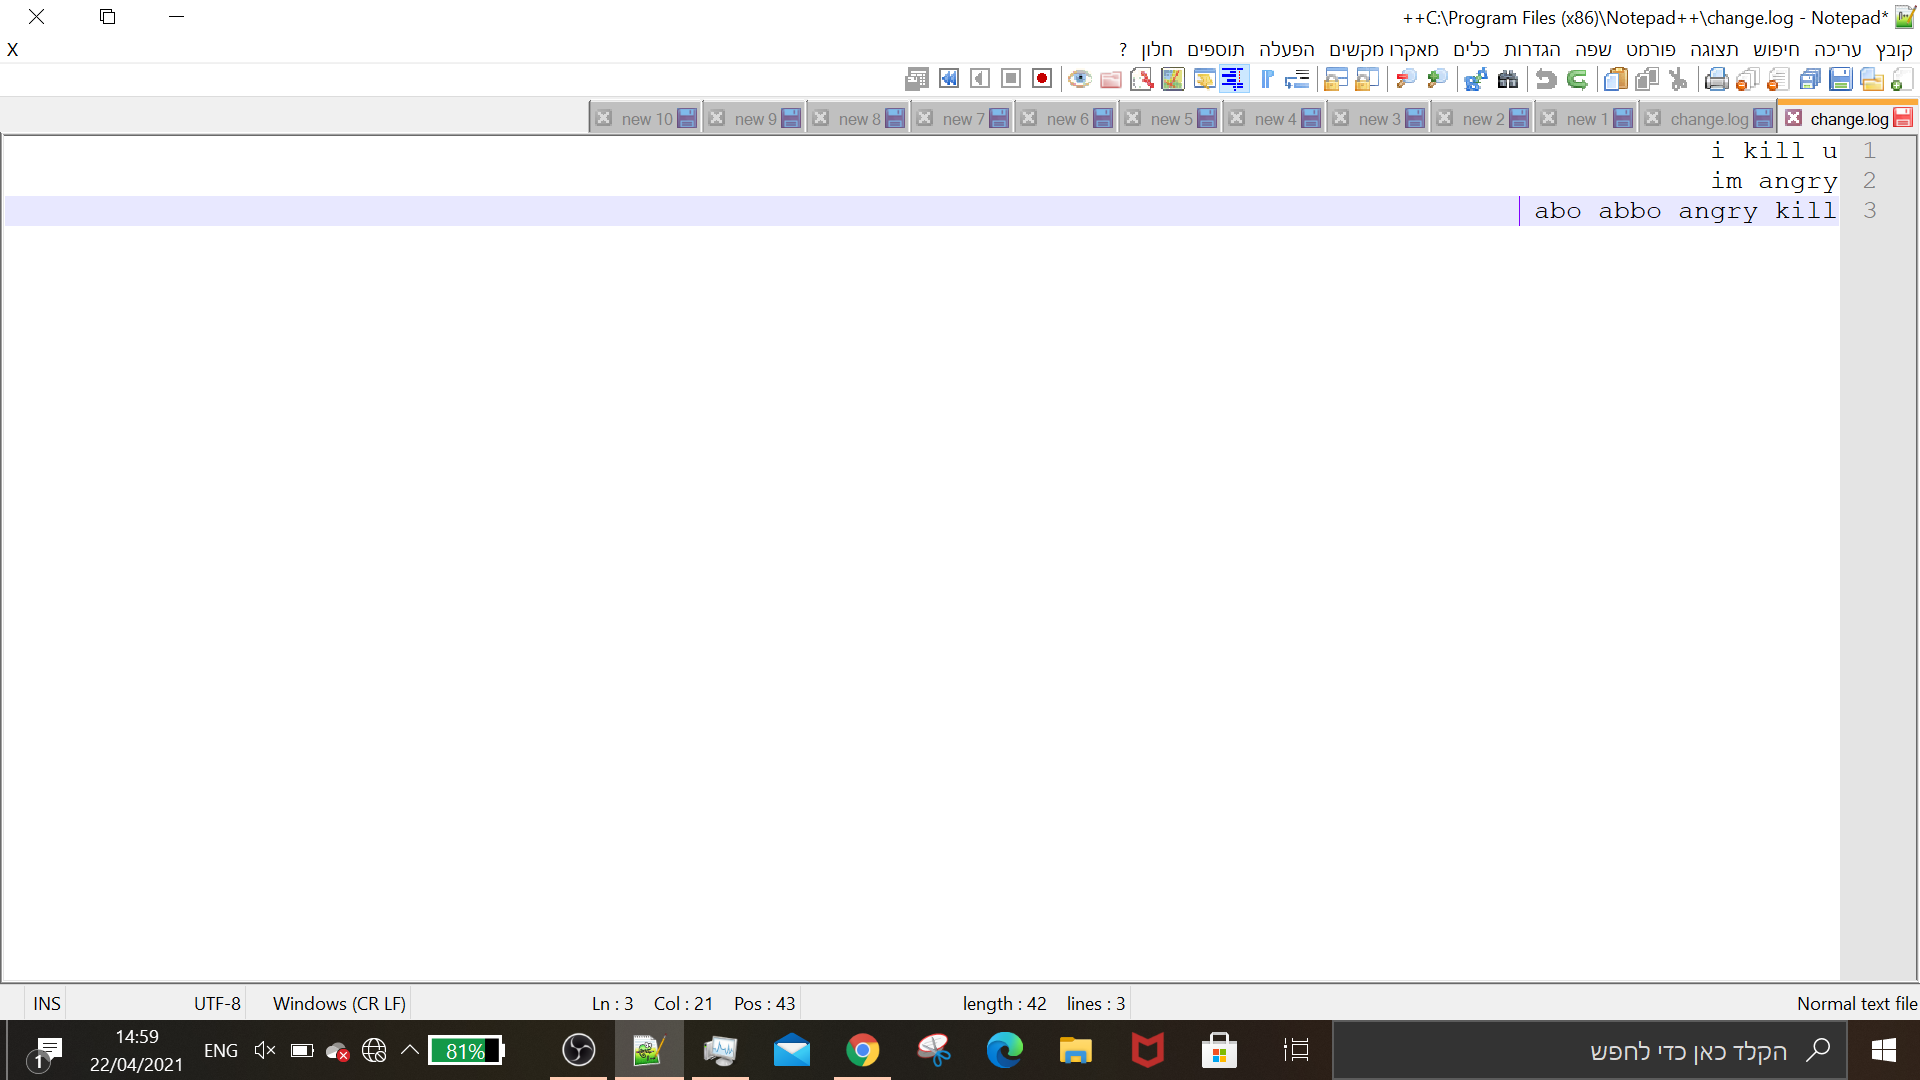 *C:\Program Files (x86)\Notepad++\change.log - Notepad++
קובץ עריכה חיפוש תצוגה פורמט שפה הגדרות כלים מאקרו מקשים הפעלה תוספים חלון ? X
change.log change.log new 1 new 2 new 3 new 4 new 5 new 6 new 7 new 8 new 9 new 10
1 i kill u
2 im angry
3 abo abbo angry kill
Normal text file length : 42 lines : 3 Ln : 3 Col : 21 Pos : 43 Windows (CR LF) UTF-8 INS
הקלד כאן כדי לחפש
81%
ENG
14:59
22/04/2021
1